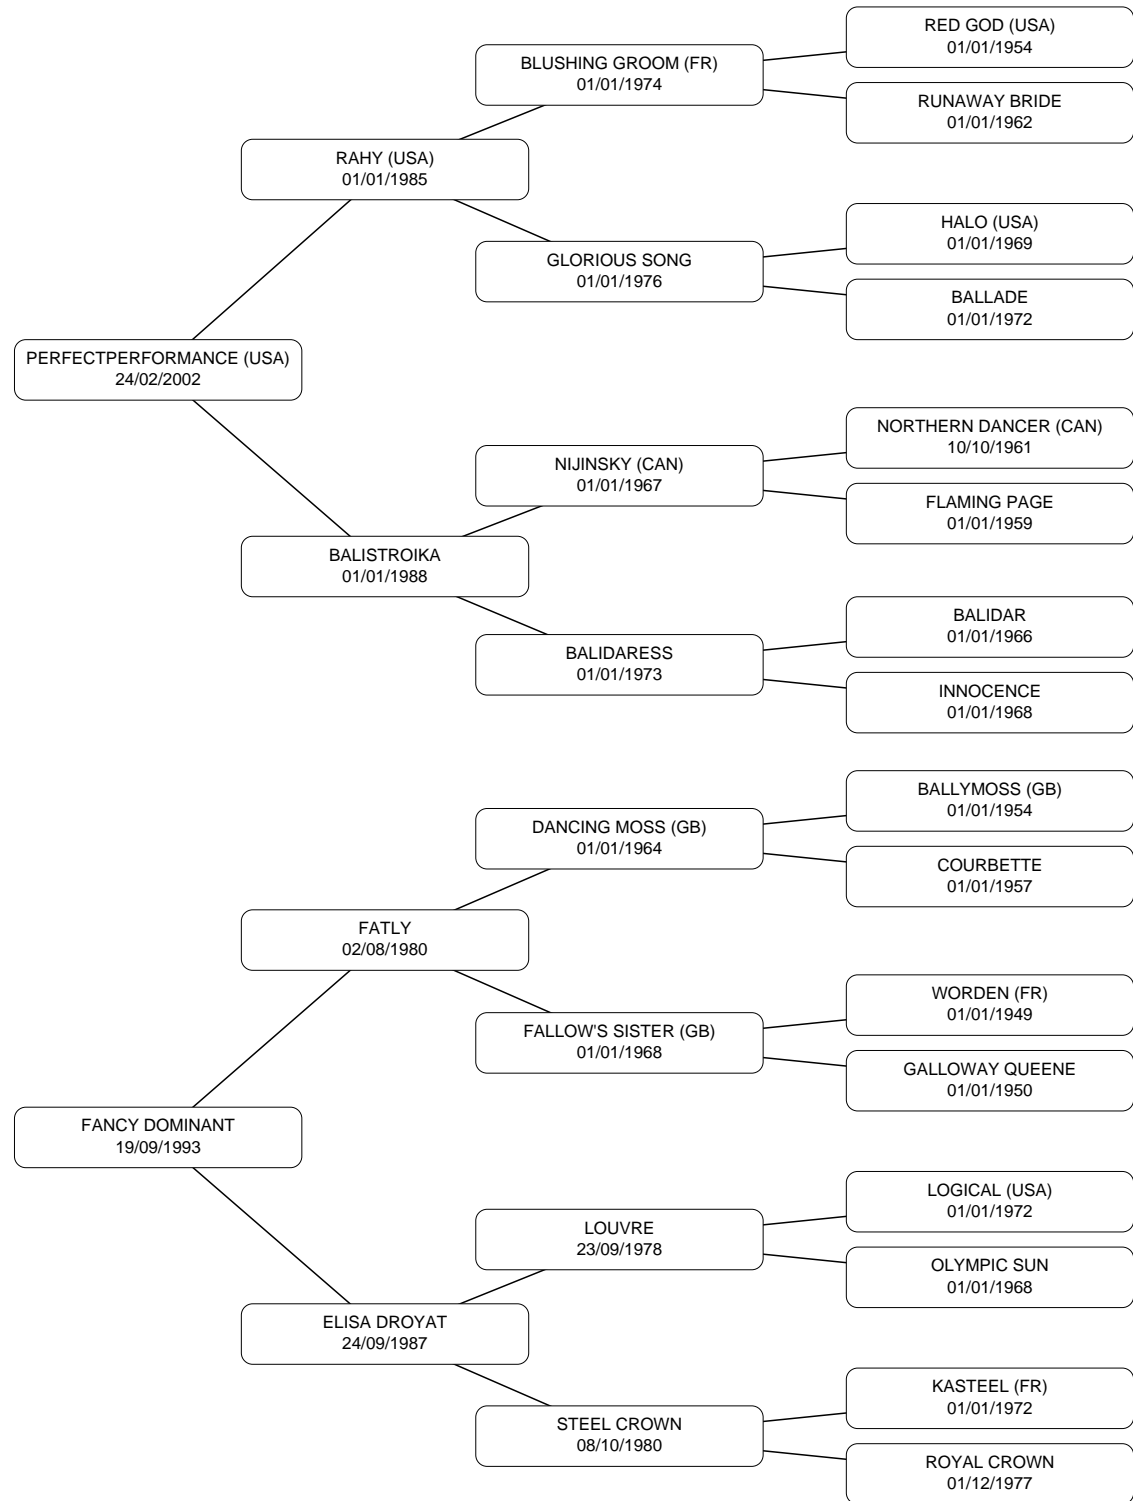 RED GOD (USA)
01/01/1954
BLUSHING GROOM (FR)
01/01/1974
RUNAWAY BRIDE
01/01/1962
RAHY (USA)
01/01/1985
HALO (USA)
01/01/1969
GLORIOUS SONG
01/01/1976
BALLADE
01/01/1972
PERFECTPERFORMANCE (USA)
24/02/2002
NORTHERN DANCER (CAN)
10/10/1961
NIJINSKY (CAN)
01/01/1967
FLAMING PAGE
01/01/1959
BALISTROIKA
01/01/1988
BALIDAR
01/01/1966
BALIDARESS
01/01/1973
INNOCENCE
01/01/1968
BALLYMOSS (GB)
01/01/1954
DANCING MOSS (GB)
01/01/1964
COURBETTE
01/01/1957
FATLY
02/08/1980
WORDEN (FR)
01/01/1949
FALLOW'S SISTER (GB)
01/01/1968
GALLOWAY QUEENE
01/01/1950
FANCY DOMINANT
19/09/1993
LOGICAL (USA)
01/01/1972
LOUVRE
23/09/1978
OLYMPIC SUN
01/01/1968
ELISA DROYAT
24/09/1987
KASTEEL (FR)
01/01/1972
STEEL CROWN
08/10/1980
ROYAL CROWN
01/12/1977